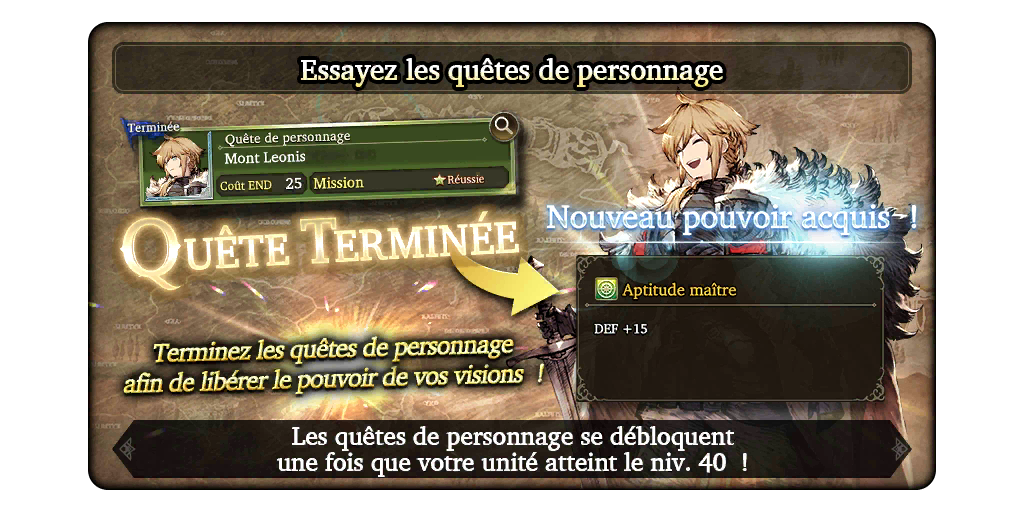 Essayez les quêtes de personnage
Terminée
Quête de personnage
Mont Leonis
Coût END 25 Mission Réussie
QUÊTE TERMINÉE
Nouveau pouvoir acquis !
Aptitude maître
DEF +15
Terminez les quêtes de personnage
afin de libérer le pouvoir de vos visions !
Les quêtes de personnage se débloquent
une fois que votre unité atteint le niv. 40 !